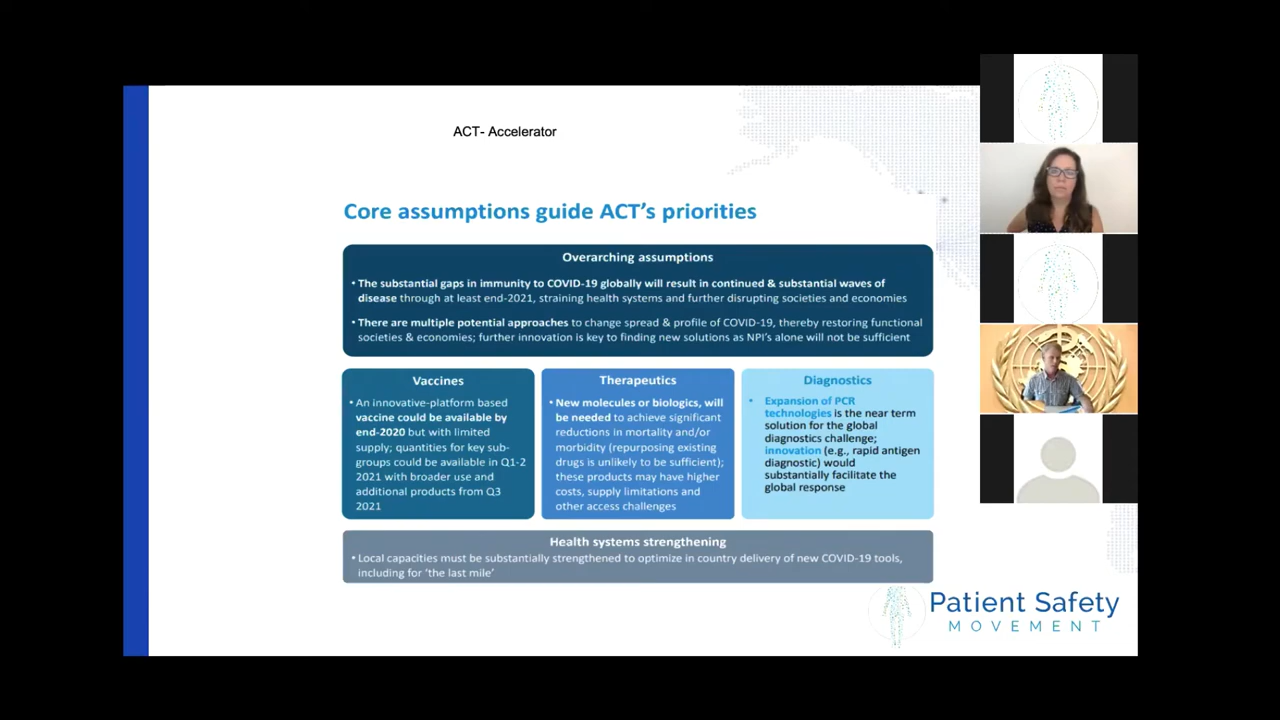 ACT- Accelerator
Core assumptions guide ACT's priorities
Overarching assumptions
• The substantial gaps in immunity to COVID-19 globally will result in continued & substantial waves of
disease through at least end-2021, straining health systems and further disrupting societies and economies
• There are multiple potential approaches to change spread & profile of COVID-19, thereby restoring functional
societies & economies; further innovation is key to finding new solutions as NPI's alone will not be sufficient
Vaccines
• An innovative-platform based
vaccine could be available by
end-2020 but with limited
supply; quantities for key sub-
groups could be available in Q1-2
2021 with broader use and
additional products from Q3
2021
Therapeutics
• New molecules or biologics, will
be needed to achieve significant
reductions in mortality and/or
morbidity (repurposing existing
drugs is unlikely to be sufficient);
these products may have higher
costs, supply limitations and
other access challenges
Diagnostics
• Expansion of PCR
technologies is the near term
solution for the global
diagnostics challenge;
innovation (e.g., rapid antigen
diagnostic) would
substantially facilitate the
global response
Health systems strengthening
• Local capacities must be substantially strengthened to optimize in country delivery of new COVID-19 tools,
including for 'the last mile'
Patient Safety
MOVEMENT